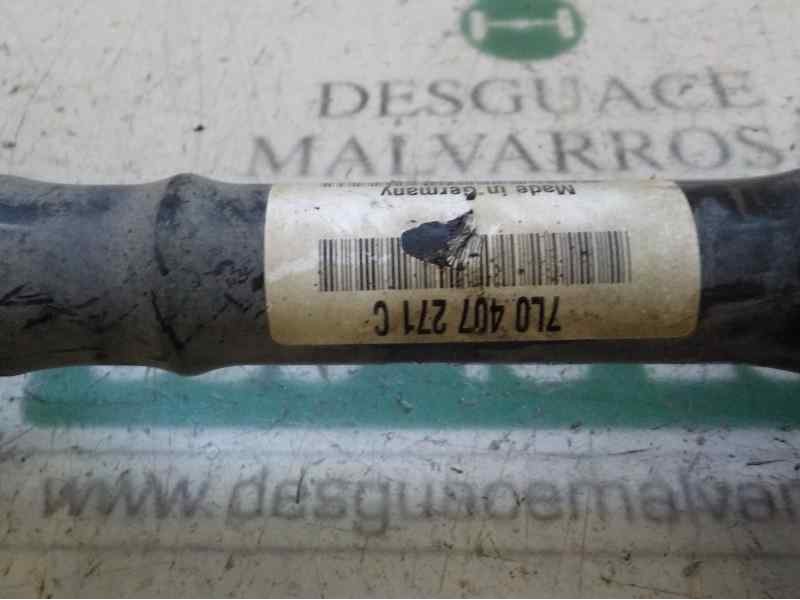 DESGUACE
MALVARROS
Made in Germany
7L0 407 271 C
www.desguacemalvar